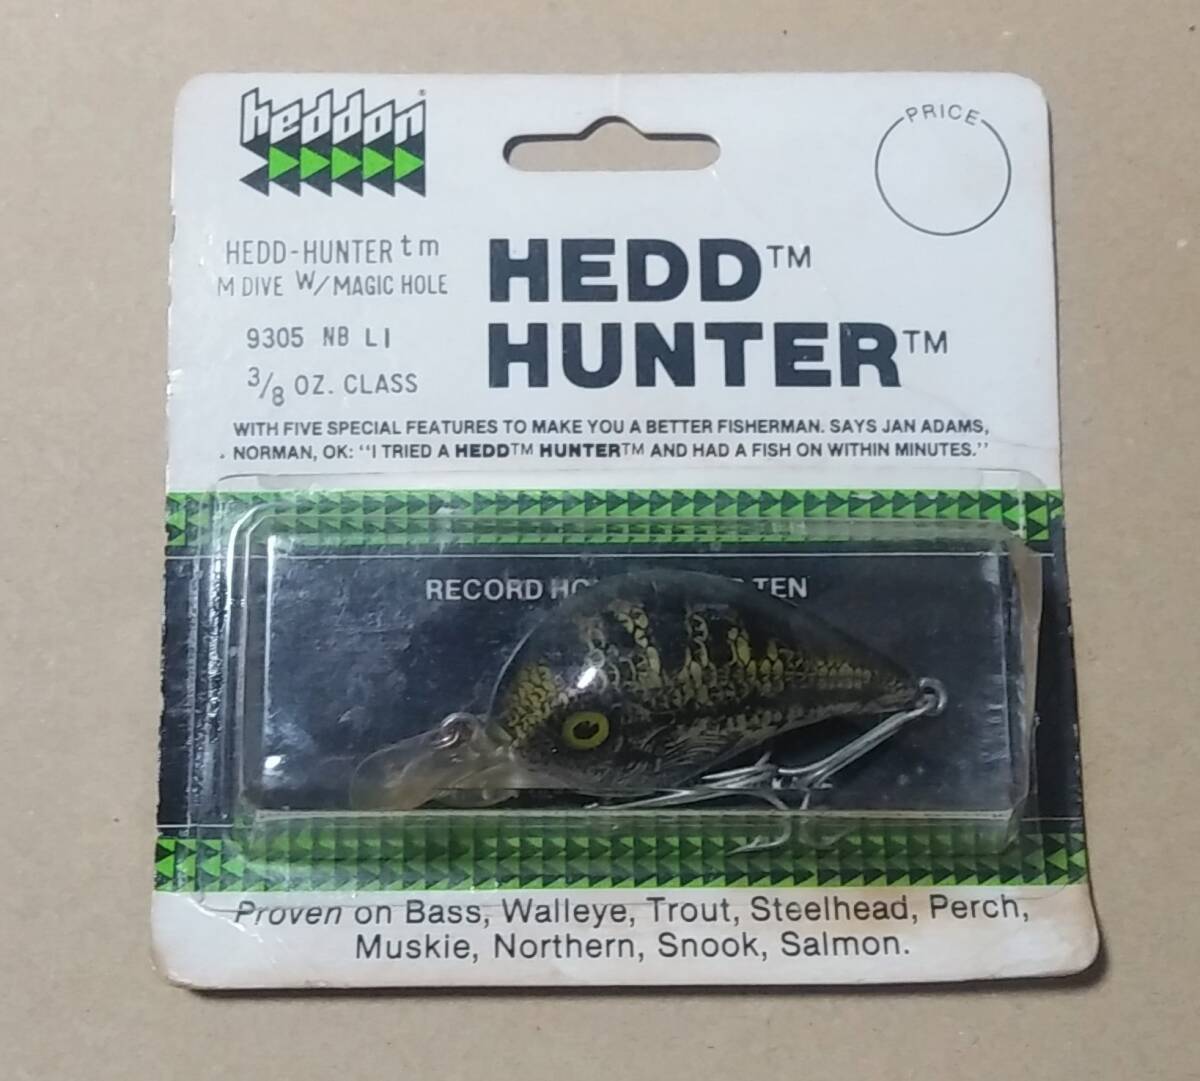 heddon®
PRICE
HEDD-HUNTER tm
M DIVE W/MAGIC HOLE
9305 NB LI
3/8 OZ. CLASS
HEDD™
HUNTER™
WITH FIVE SPECIAL FEATURES TO MAKE YOU A BETTER FISHERMAN. SAYS JAN ADAMS,
NORMAN, OK: "I TRIED A HEDD™ HUNTER™ AND HAD A FISH ON WITHIN MINUTES."
RECORD TEN
Proven on Bass, Walleye, Trout, Steelhead, Perch,
Muskie, Northern, Snook, Salmon.